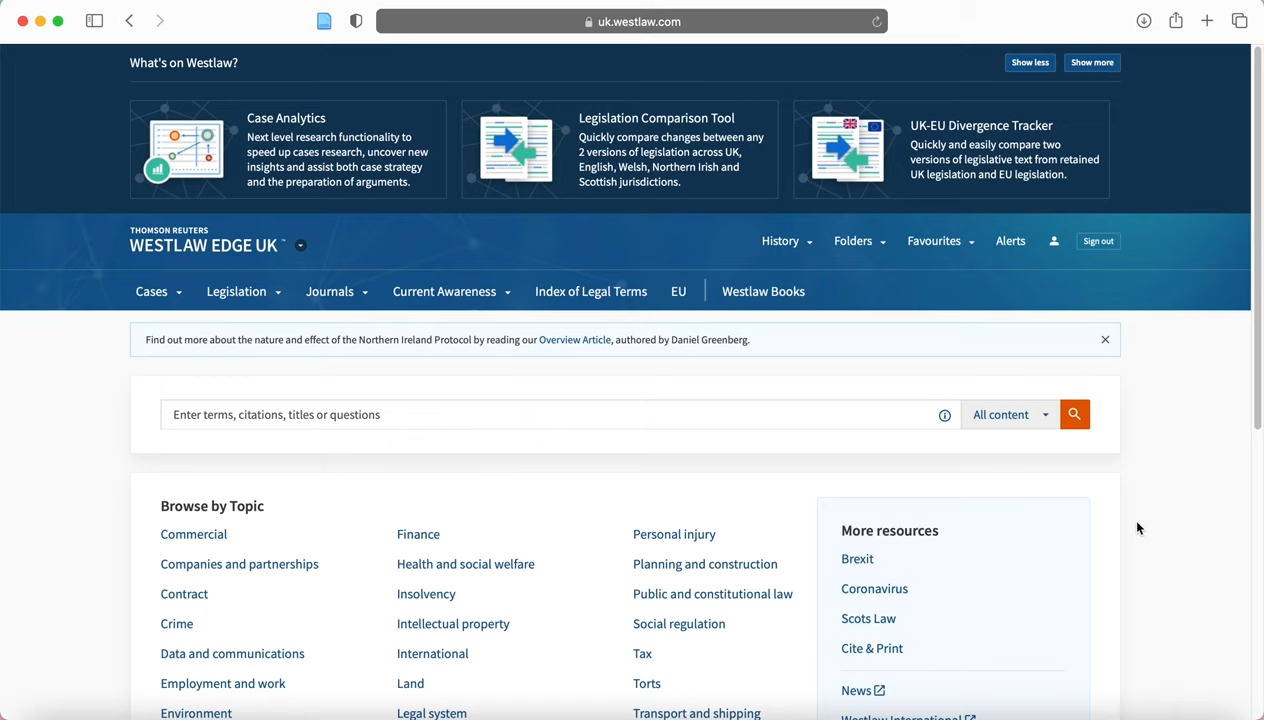 uk.westlaw.com
What's on Westlaw?
Show less
Show more
Case Analytics
Next level research functionality to
speed up cases research, uncover new
insights and assist both case strategy
and the preparation of arguments.
Legislation Comparison Tool
Quickly compare changes between any
2 versions of legislation across UK,
English, Welsh, Northern Irish and
Scottish jurisdictions.
UK-EU Divergence Tracker
Quickly and easily compare two
versions of legislative text from retained
UK legislation and EU legislation.
THOMSON REUTERS
WESTLAW EDGE UK™
History
Folders
Favourites
Alerts
Sign out
Cases
Legislation
Journals
Current Awareness
Index of Legal Terms
EU
Westlaw Books
Find out more about the nature and effect of the Northern Ireland Protocol by reading our Overview Article, authored by Daniel Greenberg.
Enter terms, citations, titles or questions
All content
Browse by Topic
Commercial
Companies and partnerships
Contract
Crime
Data and communications
Employment and work
Environment
Finance
Health and social welfare
Insolvency
Intellectual property
International
Land
Legal system
Personal injury
Planning and construction
Public and constitutional law
Social regulation
Tax
Torts
Transport and shipping
More resources
Brexit
Coronavirus
Scots Law
Cite & Print
News
Westlaw International